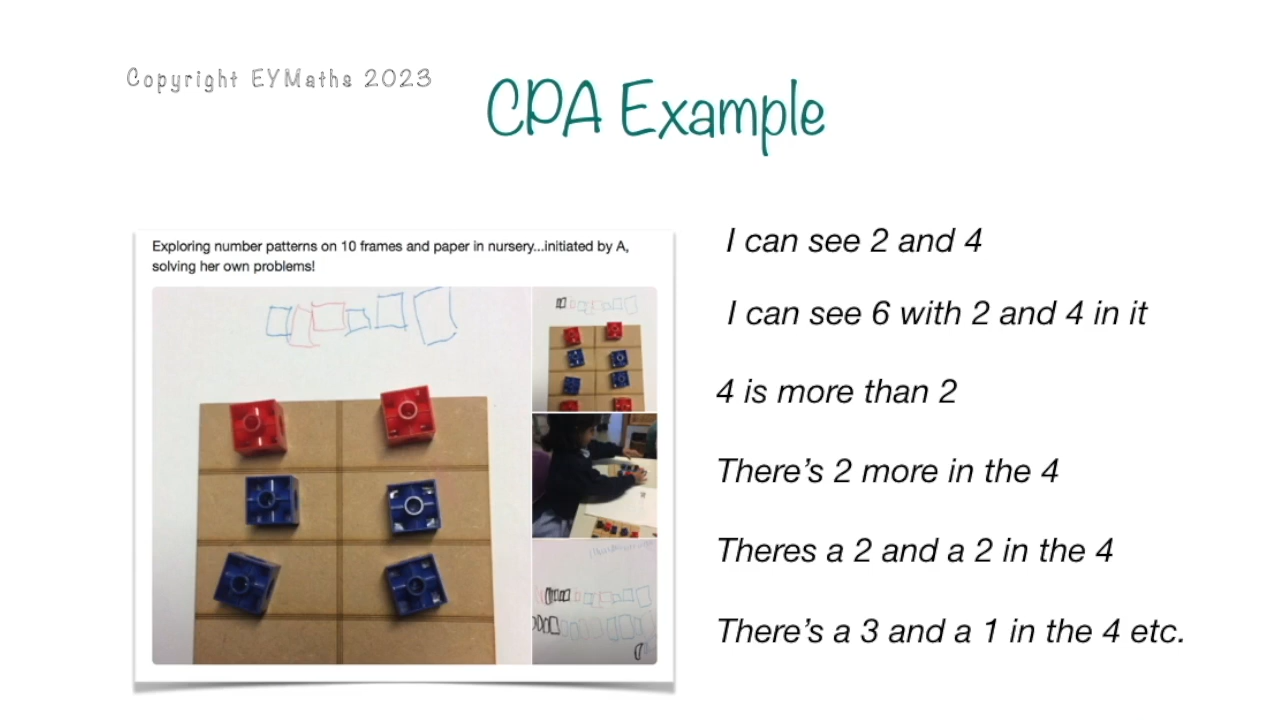 Copyright EYMaths 2023
CPA Example
Exploring number patterns on 10 frames and paper in nursery...initiated by A,
solving her own problems!
I can see 2 and 4
I can see 6 with 2 and 4 in it
4 is more than 2
There's 2 more in the 4
Theres a 2 and a 2 in the 4
There's a 3 and a 1 in the 4 etc.